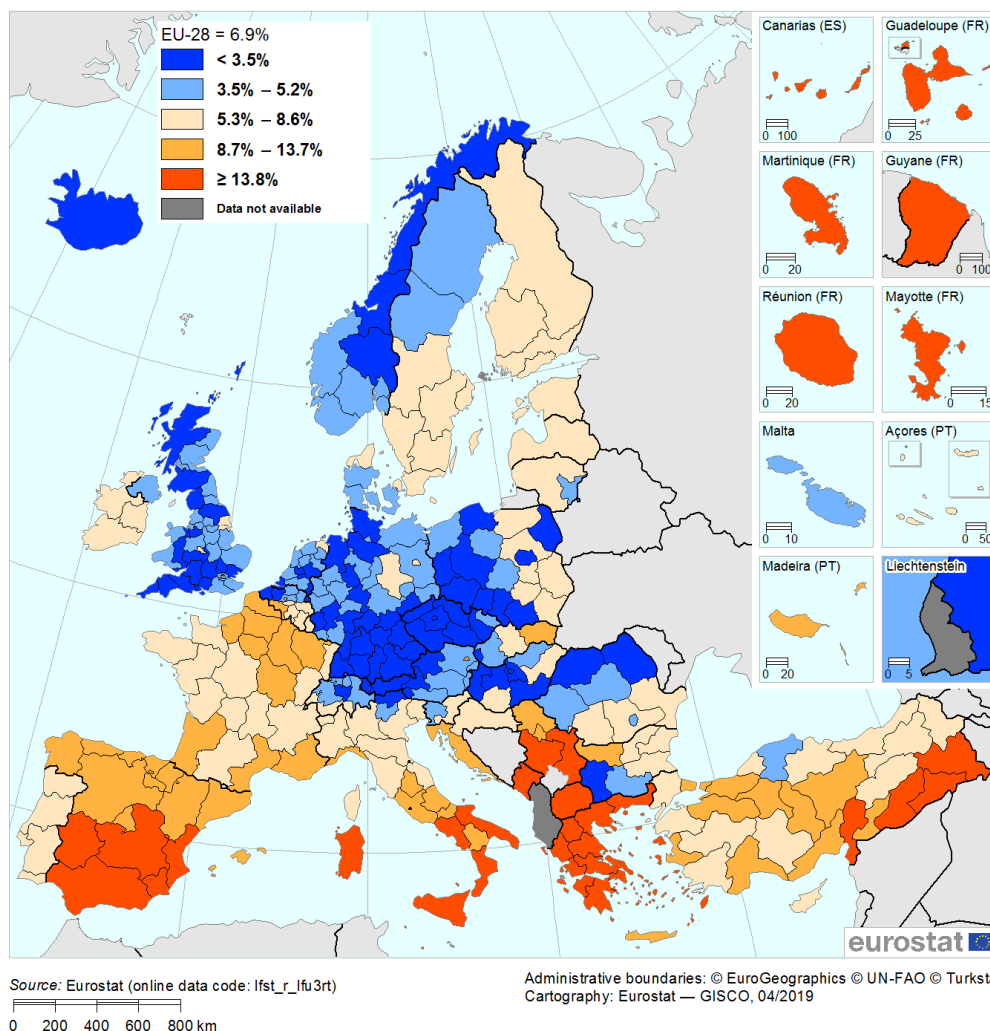 EU-28 = 6.9%
< 3.5%
3.5% – 5.2%
5.3% – 8.6%
8.7% – 13.7%
≥ 13.8%
Data not available
Canarias (ES)
0 100
Guadeloupe (FR)
0 25
Martinique (FR)
0 20
Guyane (FR)
0 100
Réunion (FR)
0 20
Mayotte (FR)
0 15
Malta
0 10
Açores (PT)
0 50
Madeira (PT)
0 20
Liechtenstein
0 5
eurostat
Source: Eurostat (online data code: lfst_r_lfu3rt)
0 200 400 600 800 km
Administrative boundaries: © EuroGeographics © UN-FAO © Turksta
Cartography: Eurostat — GISCO, 04/2019